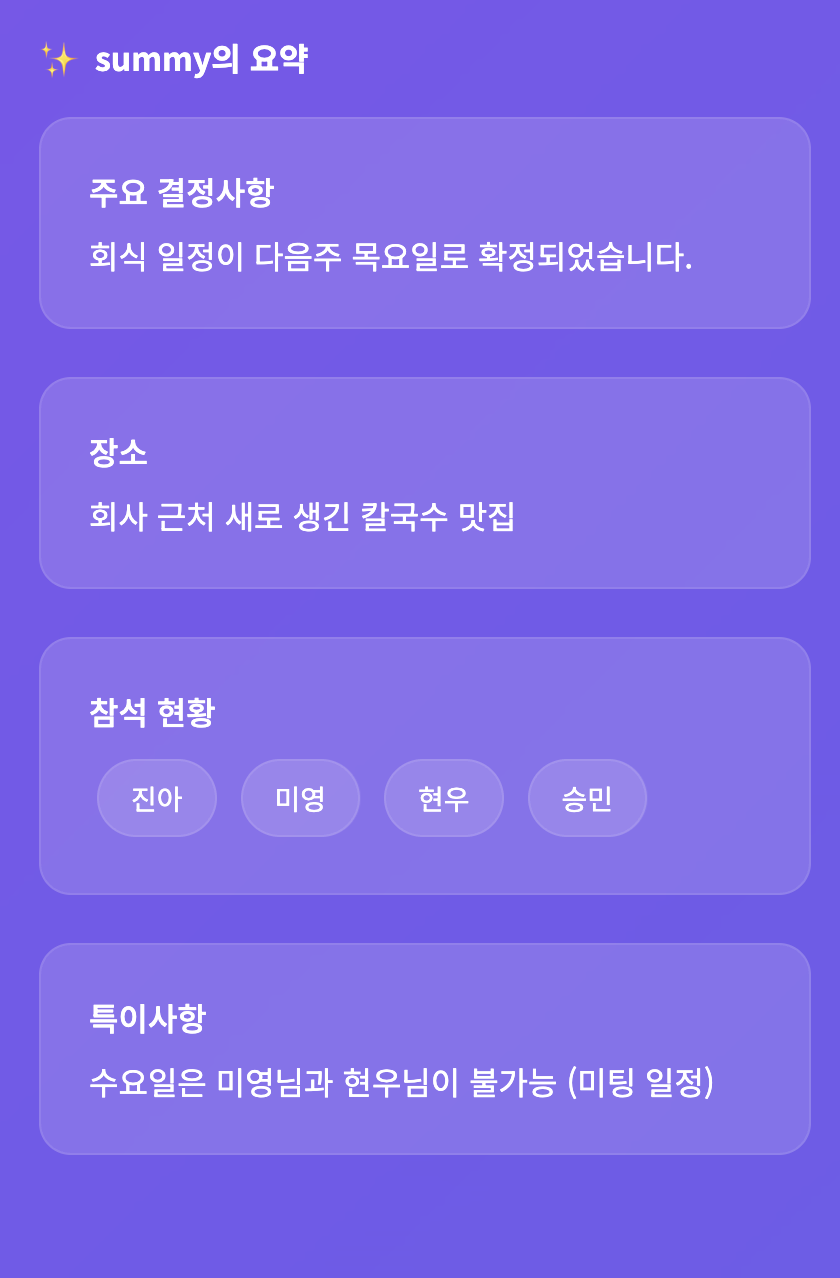 ✨ summy의 요약
주요 결정사항
회식 일정이 다음주 목요일로 확정되었습니다.
장소
회사 근처 새로 생긴 칼국수 맛집
참석 현황
진아 미영 현우 승민
특이사항
수요일은 미영님과 현우님이 불가능 (미팅 일정)